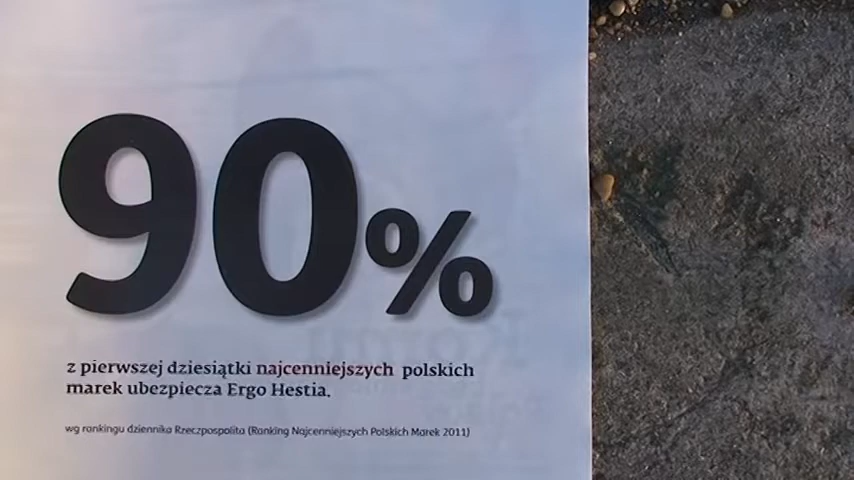 90%
z pierwszej dziesiątki najcenniejszych polskich
marek ubezpiecza Ergo Hestia.
wg rankingu dziennika Rzeczpospolita (Ranking Najcenniejszych Polskich Marek 2011)